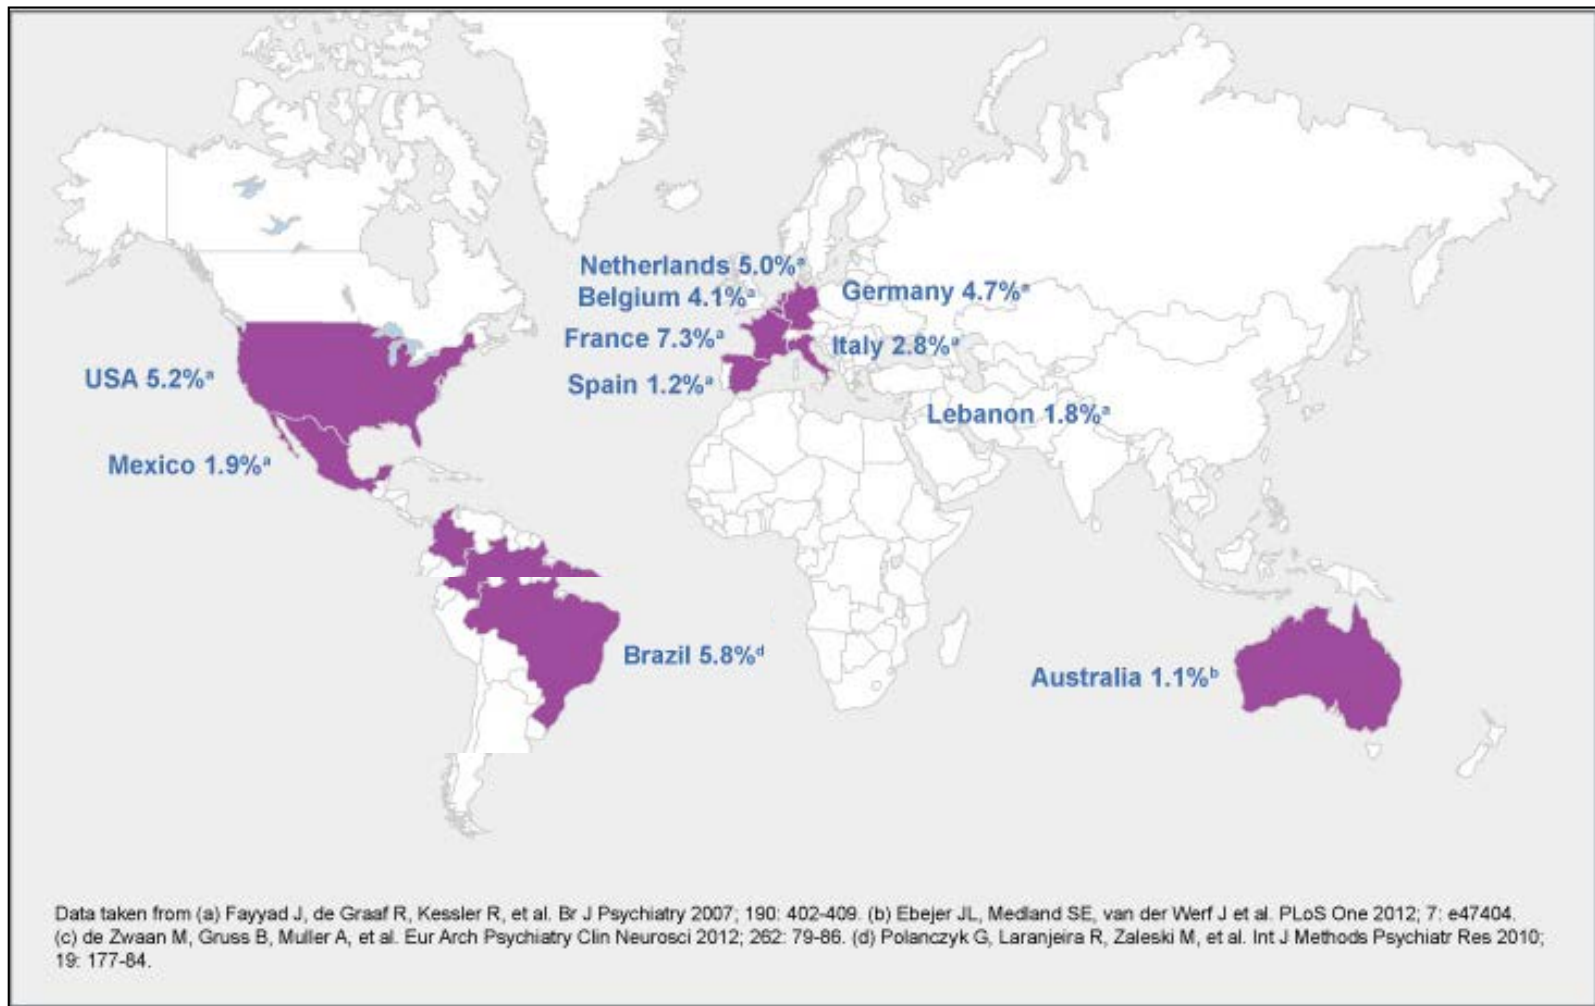 Netherlands 5.0%ᵃ
Belgium 4.1%ᵃ
Germany 4.7%ᵃ
France 7.3%ᵃ
Italy 2.8%ᵃ
USA 5.2%ᵃ
Spain 1.2%ᵃ
Lebanon 1.8%ᵃ
Mexico 1.9%ᵃ
Brazil 5.8%ᵈ
Australia 1.1%ᵇ
Data taken from (a) Fayyad J, de Graaf R, Kessler R, et al. Br J Psychiatry 2007; 190: 402-409. (b) Ebejer JL, Medland SE, van der Werf J et al. PLoS One 2012; 7: e47404.
(c) de Zwaan M, Gruss B, Muller A, et al. Eur Arch Psychiatry Clin Neurosci 2012; 262: 79-86. (d) Polanczyk G, Laranjeira R, Zaleski M, et al. Int J Methods Psychiatr Res 2010;
19: 177-84.